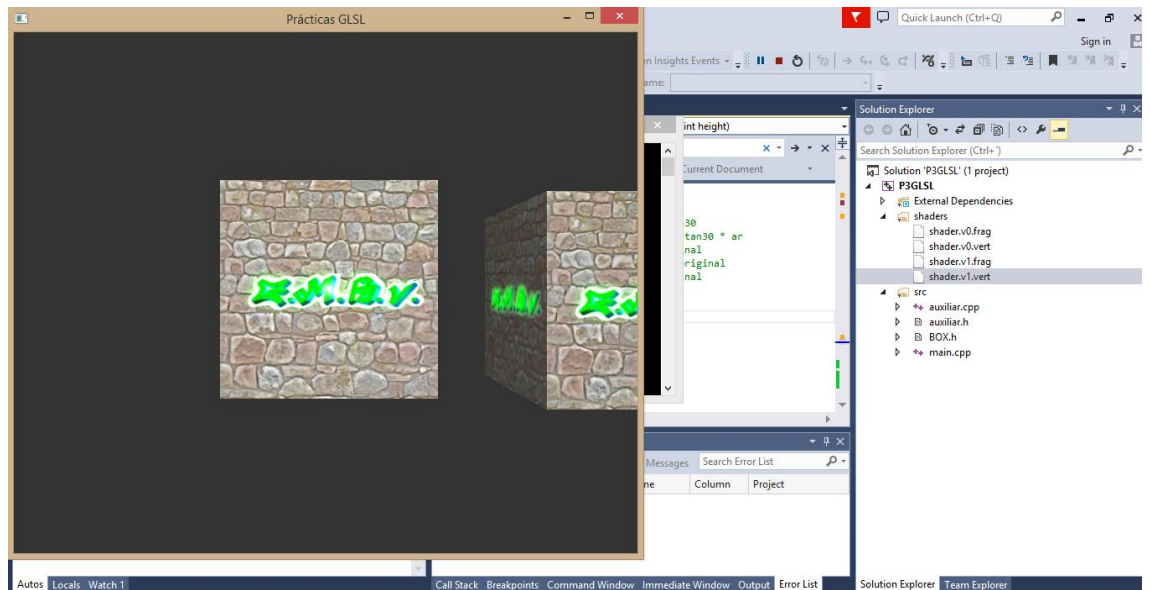 Prácticas GLSL
Quick Launch (Ctrl+Q)
Sign in
Insights Events
ame:
int height)
Current Document
30
tan30 * ar
nal
riginal
nal
E.M.B.V.
Messages
Search Error List
ne
Column
Project
Autos
Locals
Watch 1
Call Stack
Breakpoints
Command Window
Immediate Window
Output
Error List
Solution Explorer
Search Solution Explorer (Ctrl+´)
Solution 'P3GLSL' (1 project)
P3GLSL
External Dependencies
shaders
shader.v0.frag
shader.v0.vert
shader.v1.frag
shader.v1.vert
src
auxiliar.cpp
auxiliar.h
BOX.h
main.cpp
Solution Explorer
Team Explorer